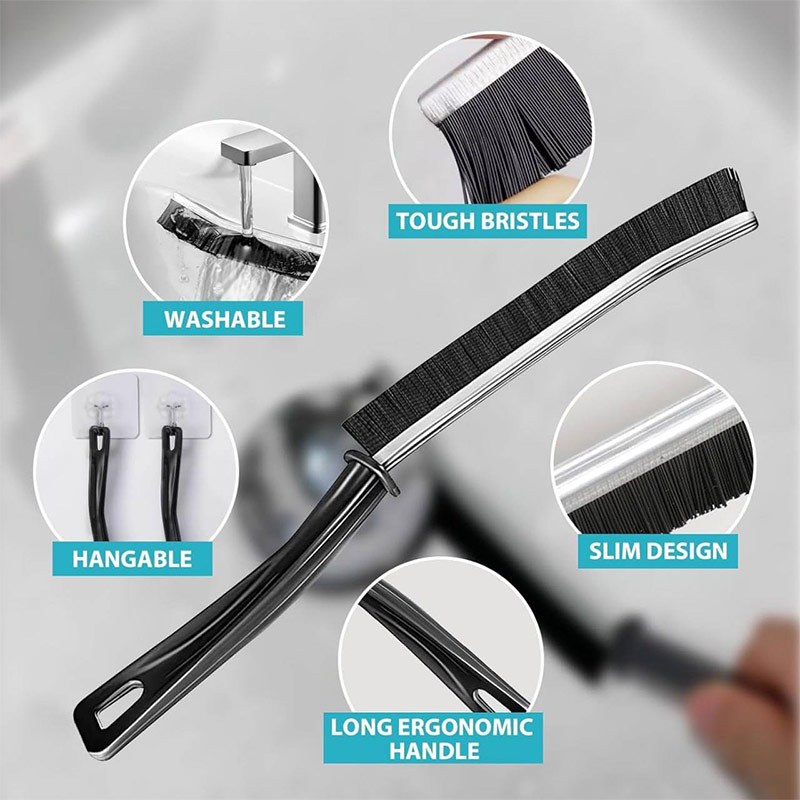 TOUGH BRISTLES
WASHABLE
HANGABLE
SLIM DESIGN
LONG ERGONOMIC
HANDLE